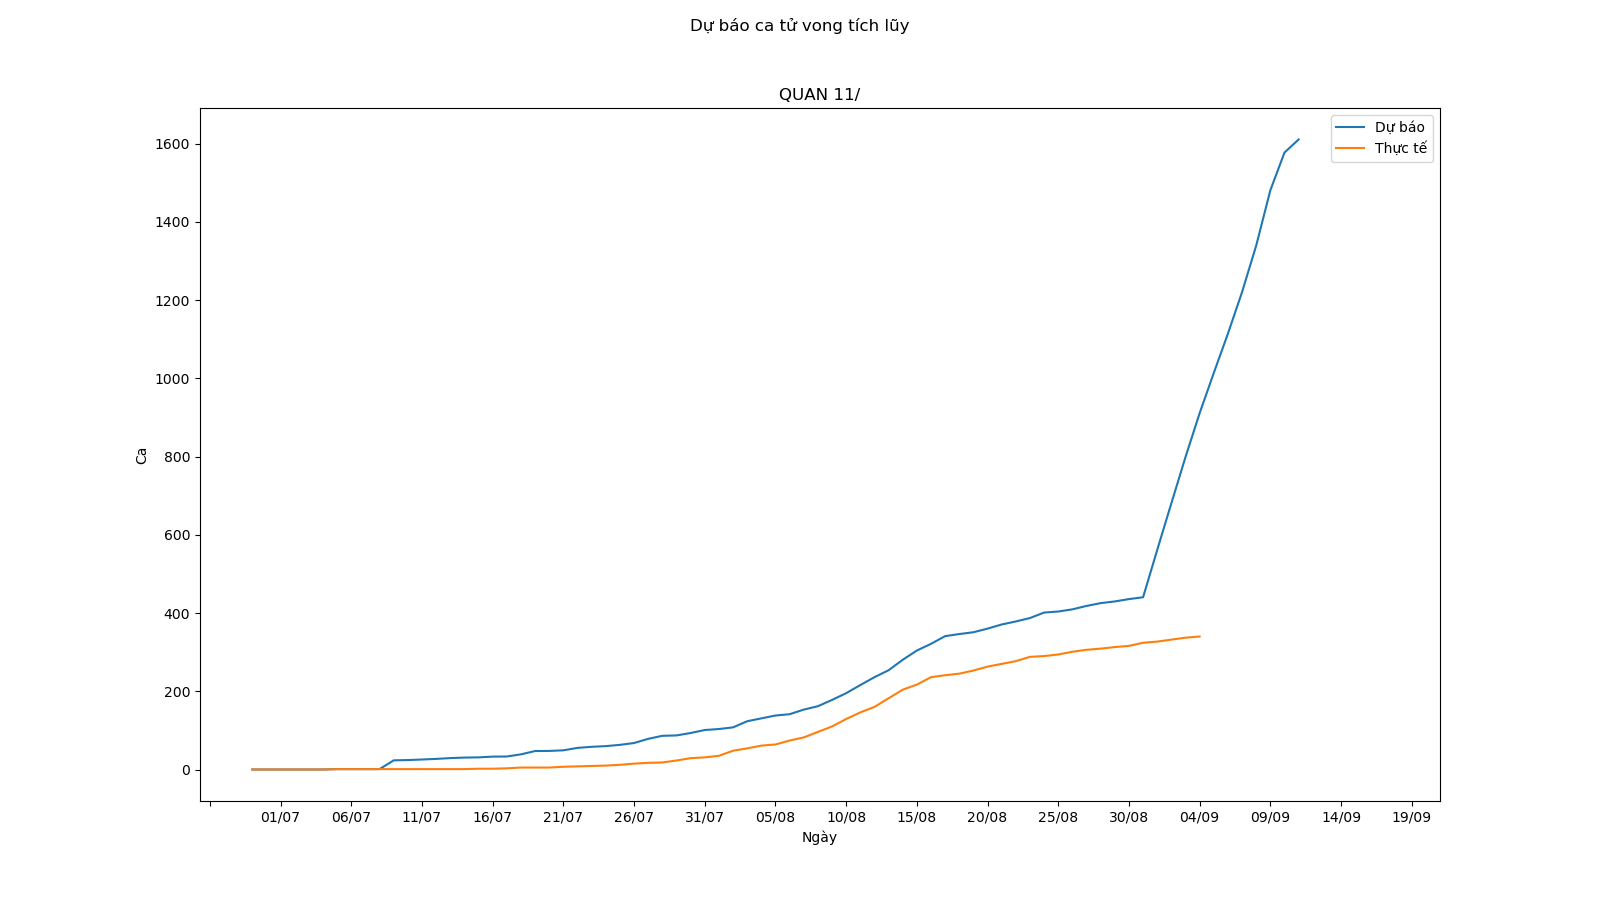 Dự báo ca tử vong tích lũy
QUAN 11/
Dự báo
Thực tế
1600
1400
1200
1000
800
600
400
200
0
Ca
01/07 06/07 11/07 16/07 21/07 26/07 31/07 05/08 10/08 15/08 20/08 25/08 30/08 04/09 09/09 14/09 19/09
Ngày